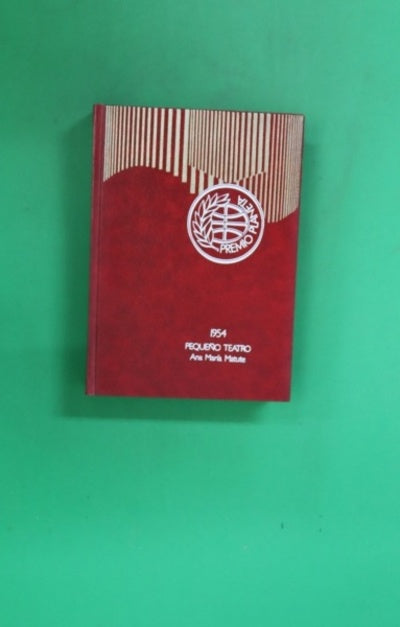 PREMIO PLANETA
1954
PEQUEÑO TEATRO
Ana María Matute